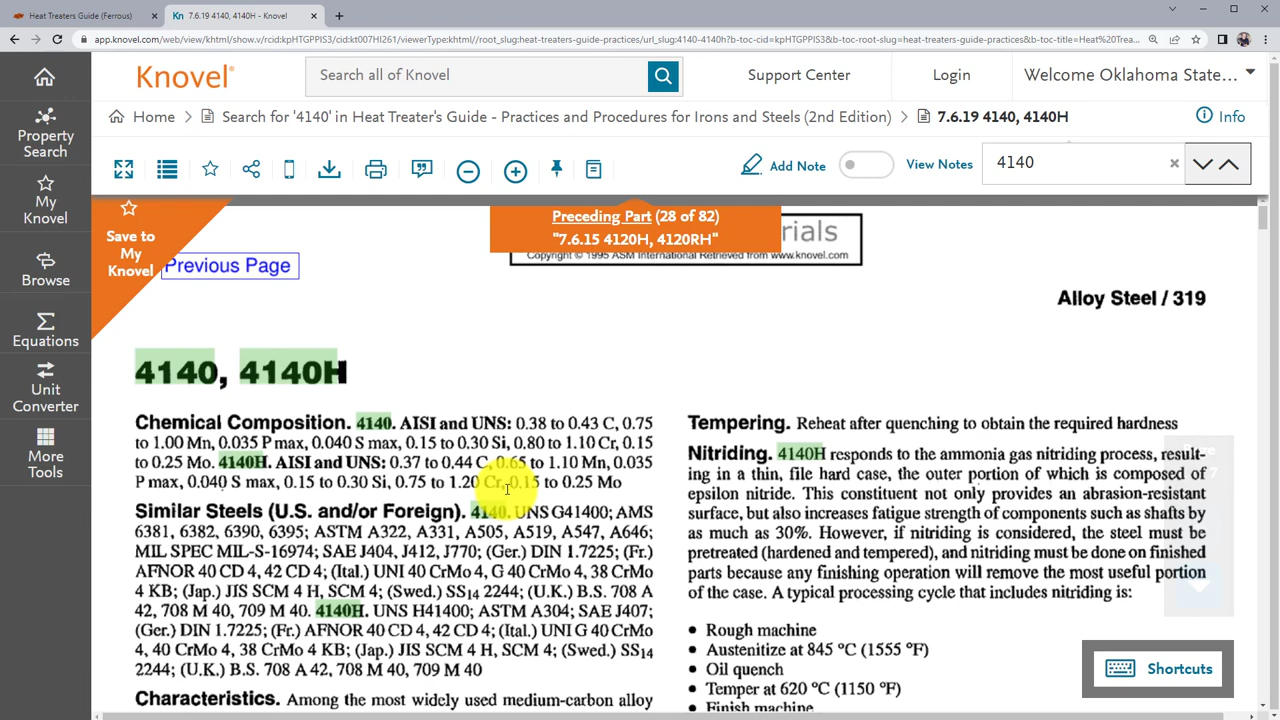 Heat Treaters Guide (Ferrous)
Kn 7.6.19 4140, 4140H - Knovel
app.knovel.com/web/view/khtml/show.v/rcid:kpHTGPPIS3/cid:kt007HI261/viewerType:khtml//root_slug:heat-treaters-guide-practices/url_slug:4140-4140h?b-toc-cid=kpHTGPPIS3&b-toc-root-slug=heat-treaters-guide-practices&b-toc-title=Heat%20Trea...
Knovel
Search all of Knovel
Support Center
Login
Welcome Oklahoma State...
Home
Search for '4140' in Heat Treater's Guide - Practices and Procedures for Irons and Steels (2nd Edition)
7.6.19 4140, 4140H
Info
Property
Search
My
Knovel
Browse
Equations
Unit
Converter
More
Tools
Add Note
View Notes
4140
Save to
My
Knovel
Previous Page
Preceding Part (28 of 82)
"7.6.15 4120H, 4120RH"
rials
Copyright © 1995 ASM International Retrieved from www.knovel.com
Alloy Steel / 319
4140, 4140H
Chemical Composition. 4140. AISI and UNS: 0.38 to 0.43 C, 0.75
to 1.00 Mn, 0.035 P max, 0.040 S max, 0.15 to 0.30 Si, 0.80 to 1.10 Cr, 0.15
to 0.25 Mo. 4140H. AISI and UNS: 0.37 to 0.44 C, 0.65 to 1.10 Mn, 0.035
P max, 0.040 S max, 0.15 to 0.30 Si, 0.75 to 1.20 Cr, 0.15 to 0.25 Mo
Similar Steels (U.S. and/or Foreign). 4140. UNS G41400; AMS
6381, 6382, 6390, 6395; ASTM A322, A331, A505, A519, A547, A646;
MIL SPEC MIL-S-16974; SAE J404, J412, J770; (Ger.) DIN 1.7225; (Fr.)
AFNOR 40 CD 4, 42 CD 4; (Ital.) UNI 40 CrMo 4, G 40 CrMo 4, 38 CrMo
4 KB; (Jap.) JIS SCM 4 H, SCM 4; (Swed.) SS14 2244; (U.K.) B.S. 708 A
42, 708 M 40, 709 M 40. 4140H. UNS H41400; ASTM A304; SAE J407;
(Ger.) DIN 1.7225; (Fr.) AFNOR 40 CD 4, 42 CD 4; (Ital.) UNI G 40 CrMo
4, 40 CrMo 4, 38 CrMo 4 KB; (Jap.) JIS SCM 4 H, SCM 4; (Swed.) SS14
2244; (U.K.) B.S. 708 A 42, 708 M 40, 709 M 40
Characteristics. Among the most widely used medium-carbon alloy
Tempering. Reheat after quenching to obtain the required hardness
Nitriding. 4140H responds to the ammonia gas nitriding process, result-
ing in a thin, file hard case, the outer portion of which is composed of
epsilon nitride. This constituent not only provides an abrasion-resistant
surface, but also increases fatigue strength of components such as shafts by
as much as 30%. However, if nitriding is considered, the steel must be
pretreated (hardened and tempered), and nitriding must be done on finished
parts because any finishing operation will remove the most useful portion
of the case. A typical processing cycle that includes nitriding is:
• Rough machine
• Austenitize at 845 °C (1555 °F)
• Oil quench
• Temper at 620 °C (1150 °F)
• Finish machine
Shortcuts